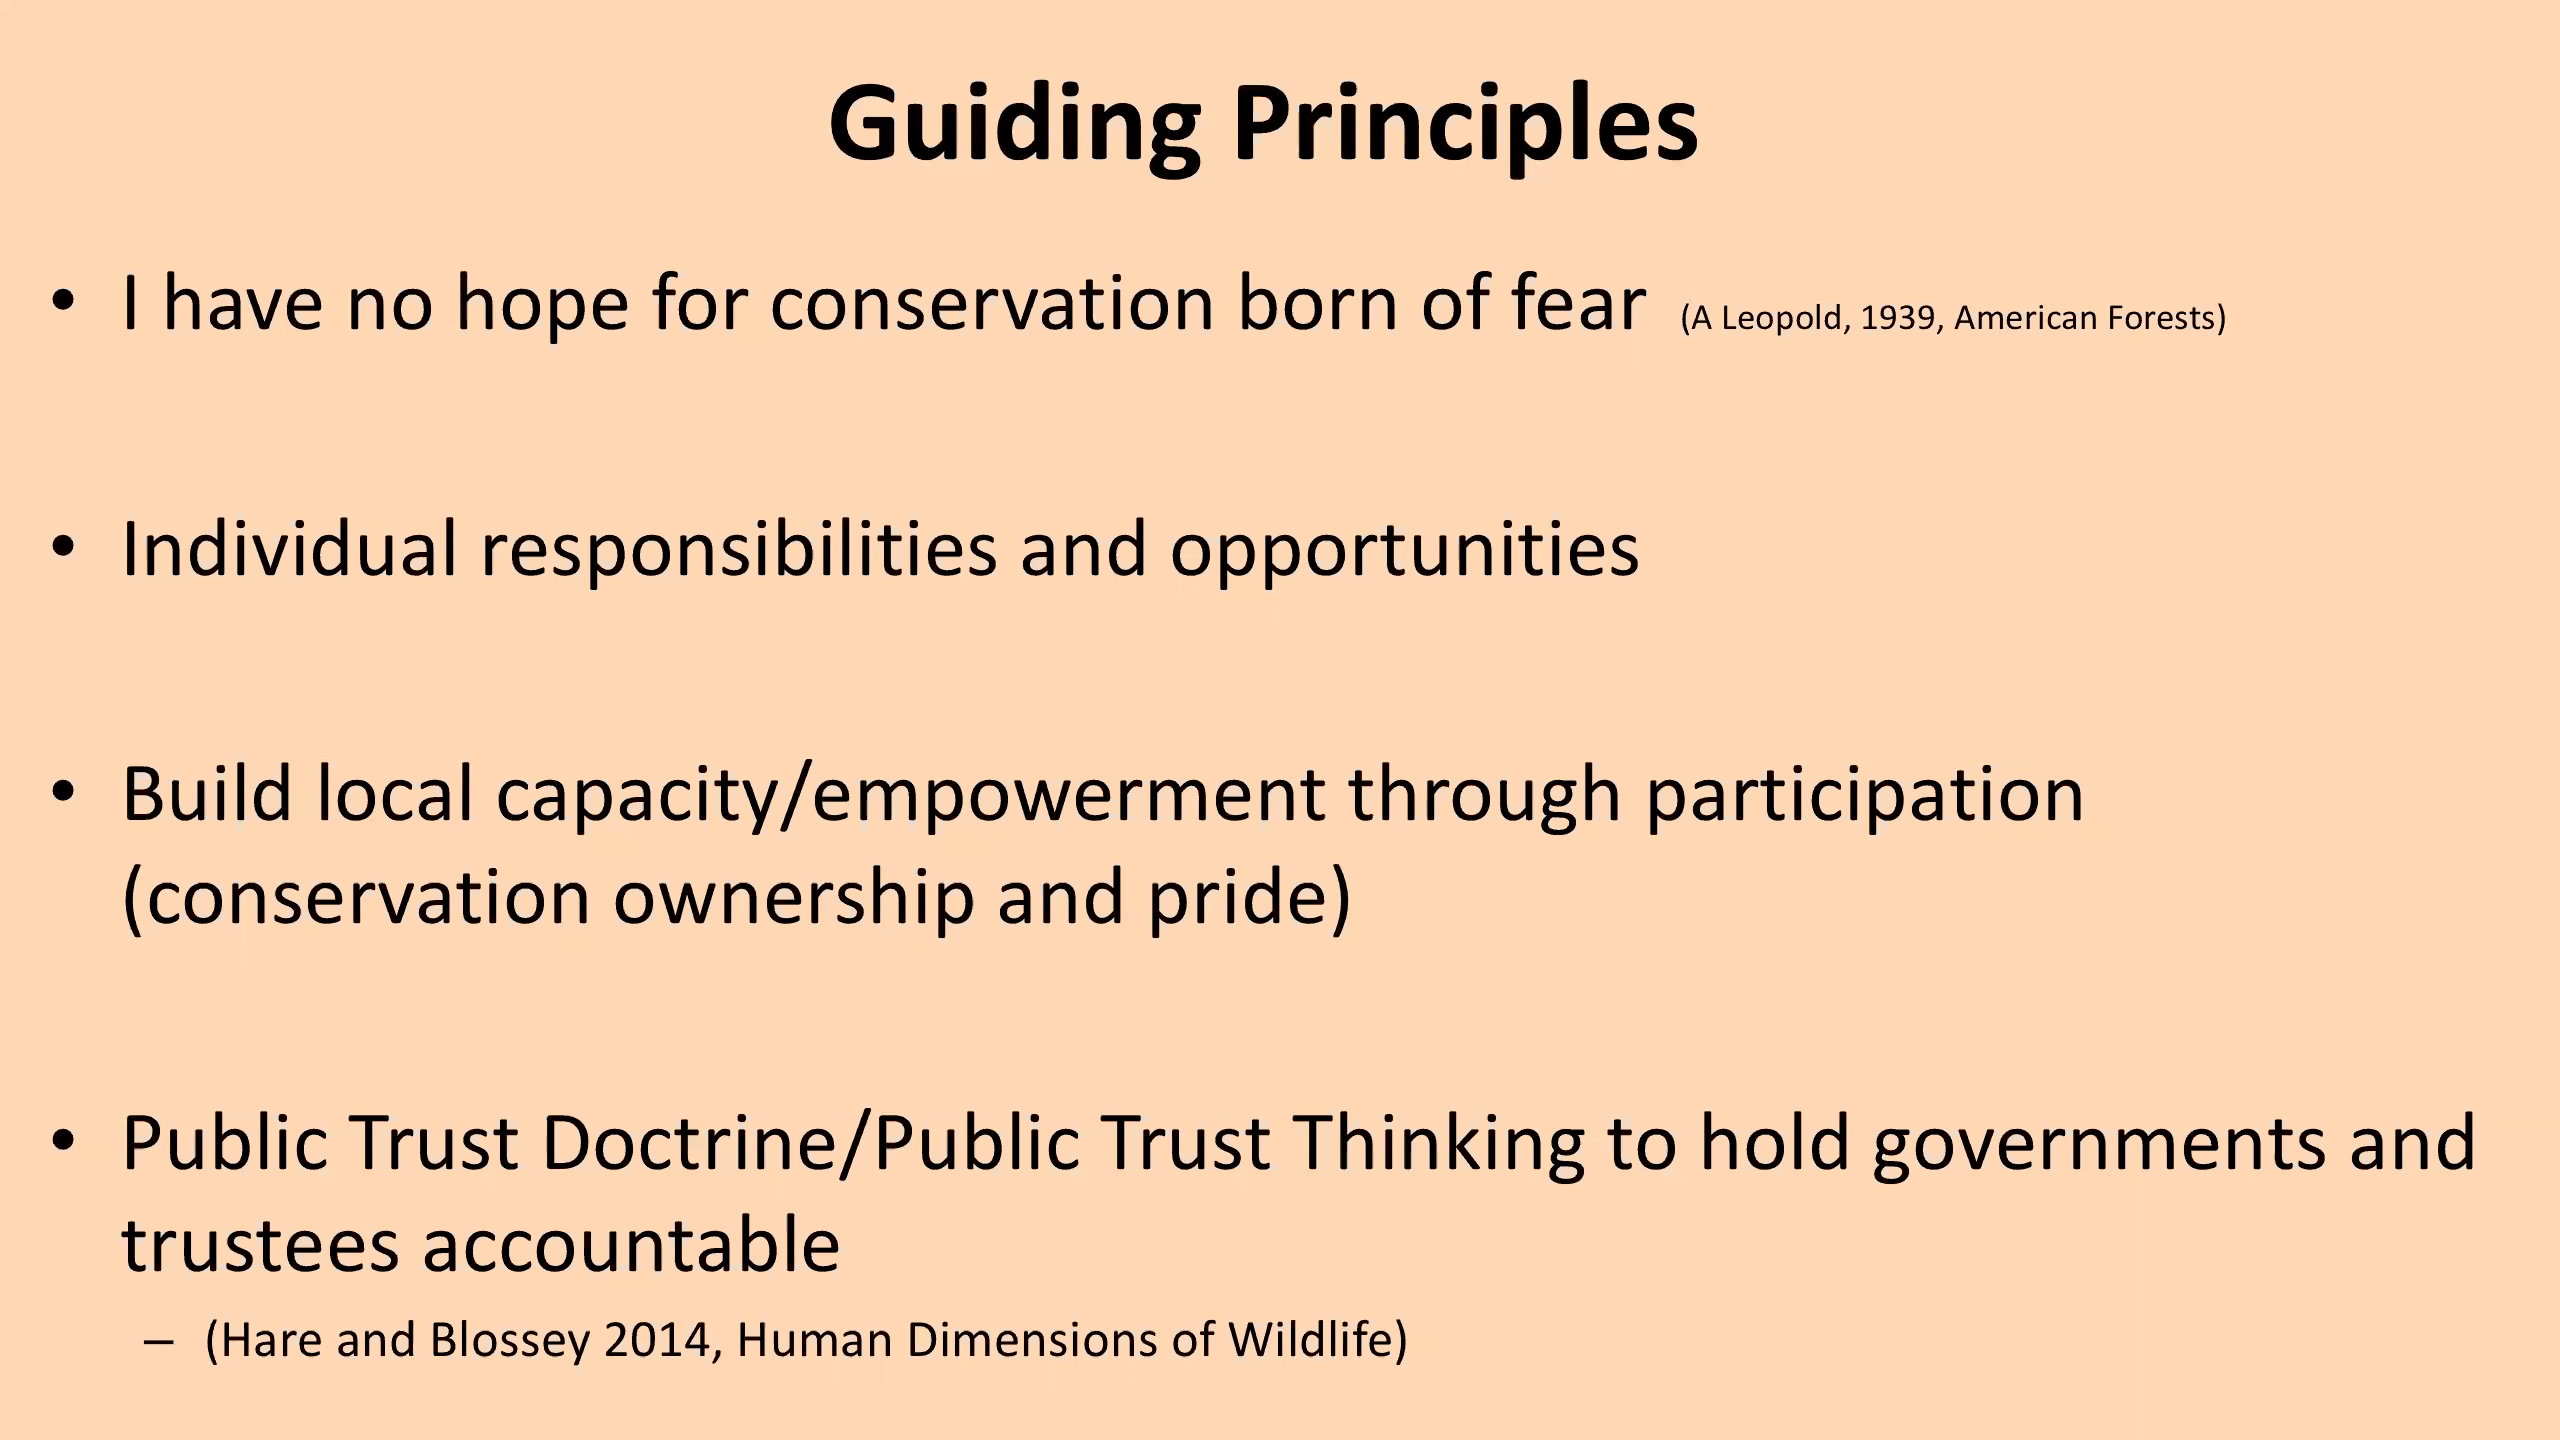 Guiding Principles
• I have no hope for conservation born of fear (A Leopold, 1939, American Forests)
• Individual responsibilities and opportunities
• Build local capacity/empowerment through participation
(conservation ownership and pride)
• Public Trust Doctrine/Public Trust Thinking to hold governments and
trustees accountable
– (Hare and Blossey 2014, Human Dimensions of Wildlife)